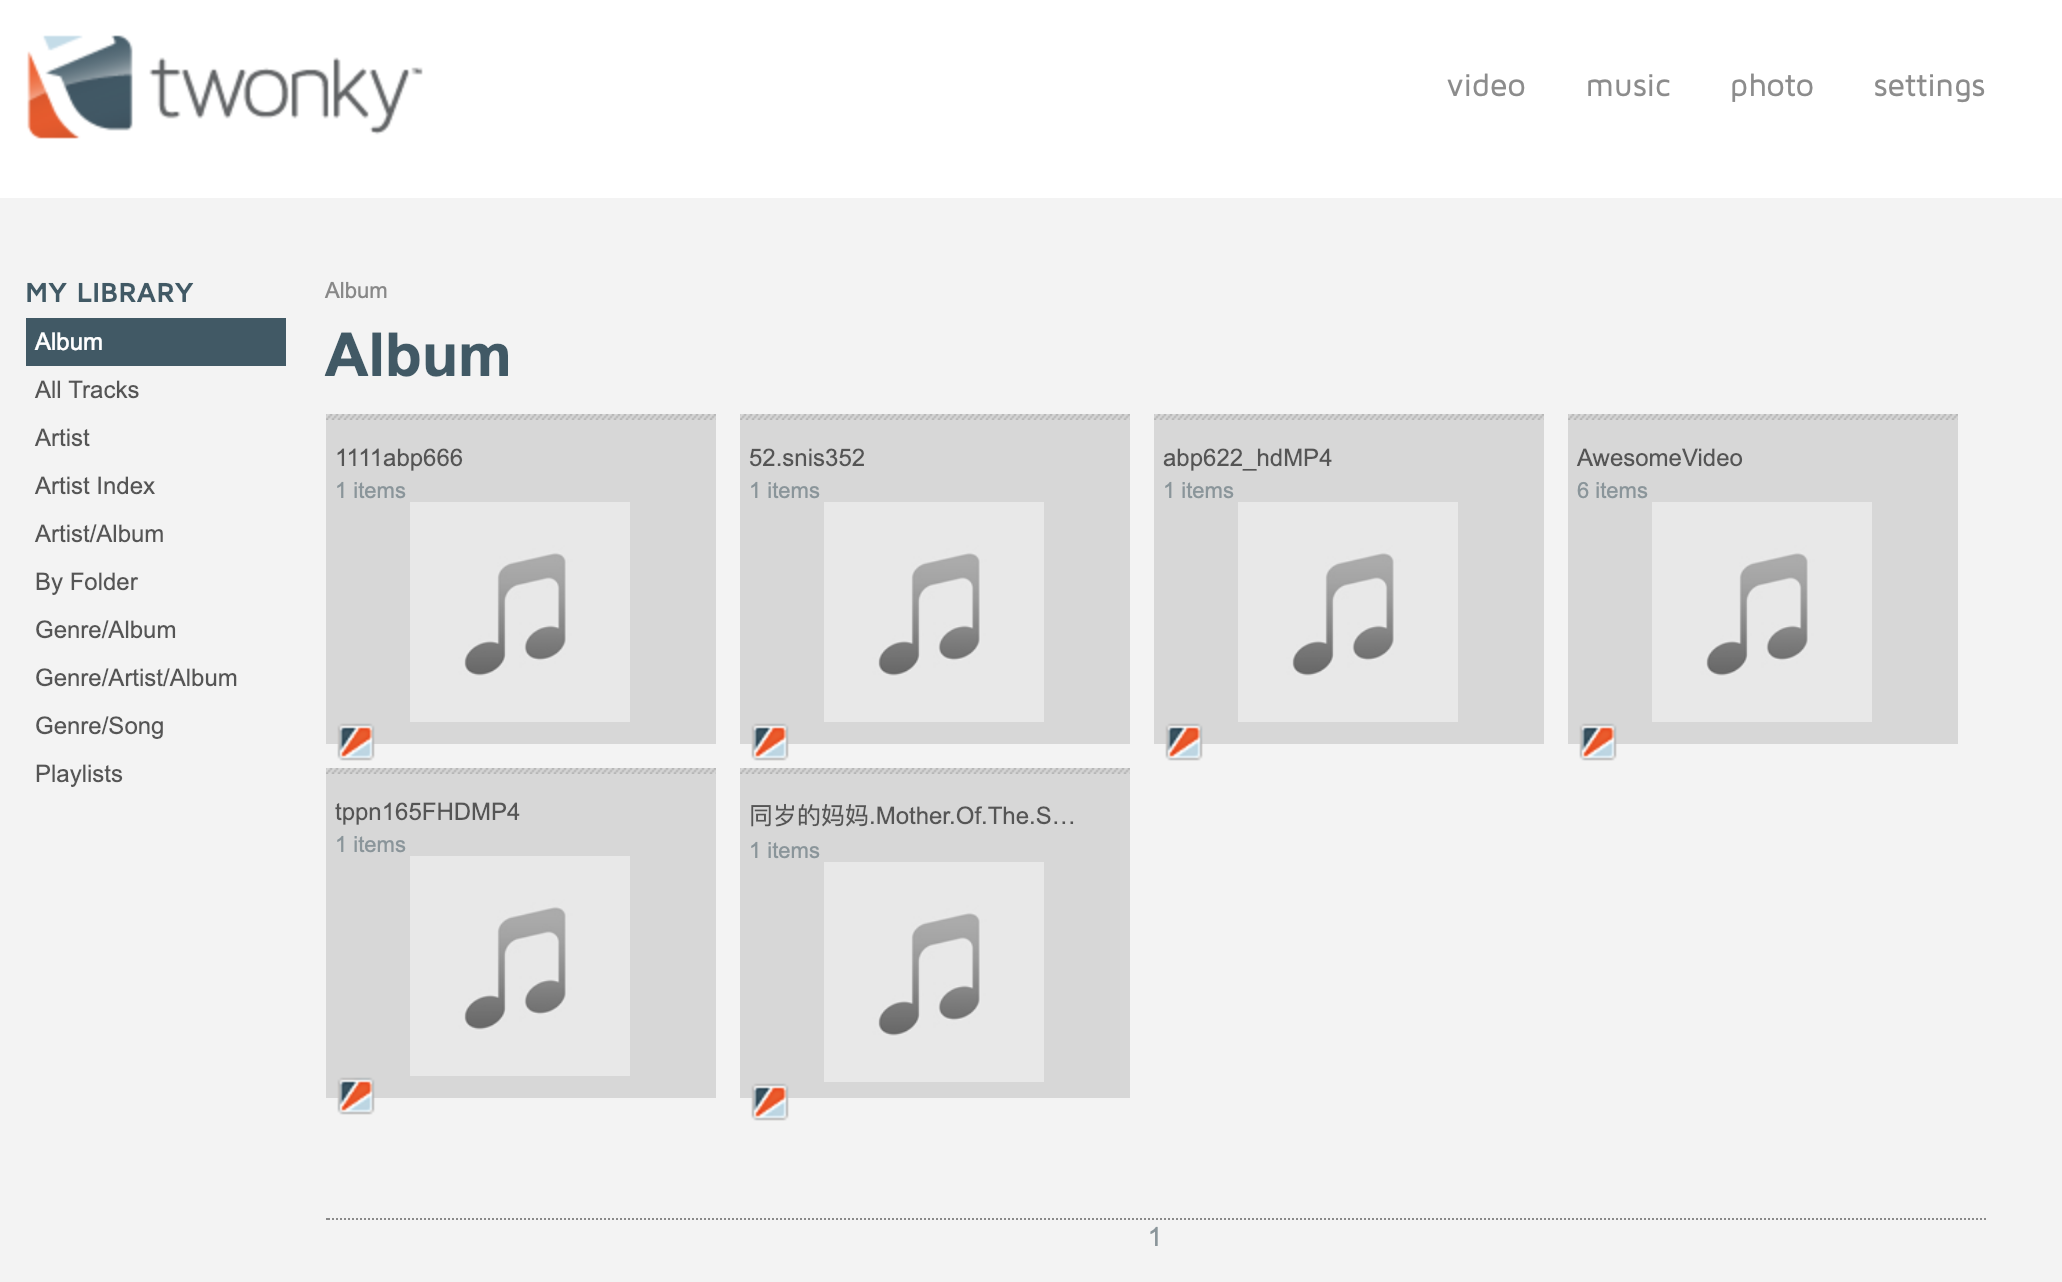 twonky™
video music photo settings
MY LIBRARY
Album
All Tracks
Artist
Artist Index
Artist/Album
By Folder
Genre/Album
Genre/Artist/Album
Genre/Song
Playlists
Album
Album
1111abp666
1 items
52.snis352
1 items
abp622_hdMP4
1 items
AwesomeVideo
6 items
tppn165FHDMP4
1 items
同岁的妈妈.Mother.Of.The.S...
1 items
1